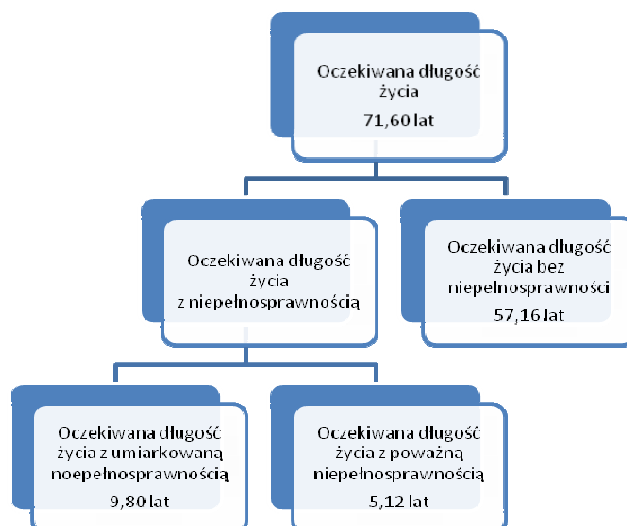 Oczekiwana długość
życia
71,60 lat
Oczekiwana długość
życia
z niepełnosprawnością
Oczekiwana długość
życia bez
niepełnosprawności
57,16 lat
Oczekiwana długość
życia z umiarkowaną
noepełnosprawnością
9,80 lat
Oczekiwana długość
życia z poważną
niepełnosprawnością
5,12 lat